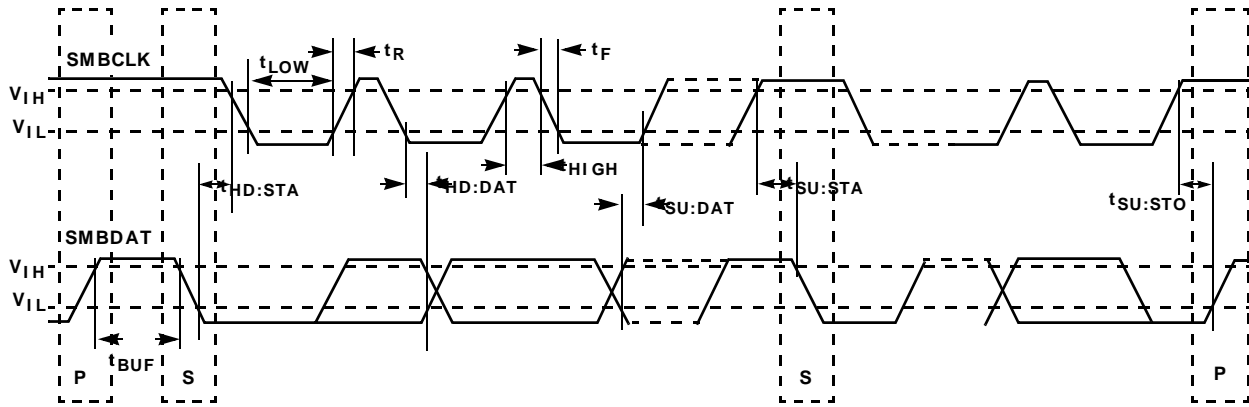 SMBCLK
tLOW
tR
tF
VIH
VIL
tHD:STA
tHD:DAT
tHIGH
tSU:DAT
tSU:STA
tSU:STO
SMBDAT
VIH
VIL
tBUF
P
S
S
P